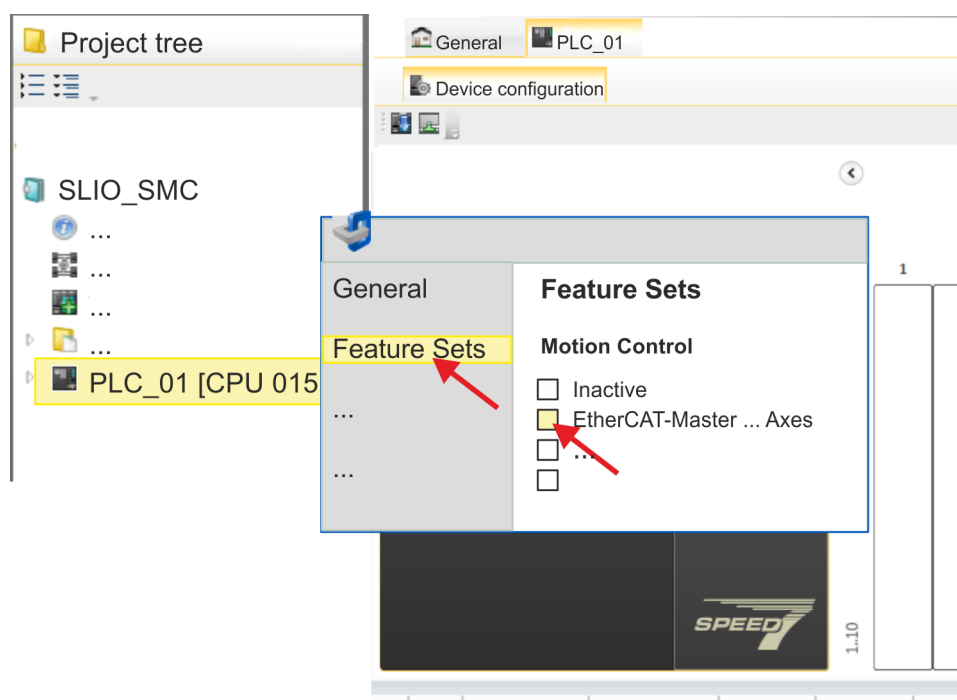 Project tree
General
PLC_01
Device configuration
SLIO_SMC
...
...
...
...
PLC_01 [CPU 015
General
Feature Sets
...
...
Feature Sets
Motion Control
Inactive
EtherCAT-Master ... Axes
...
1
SPEED7
1..10